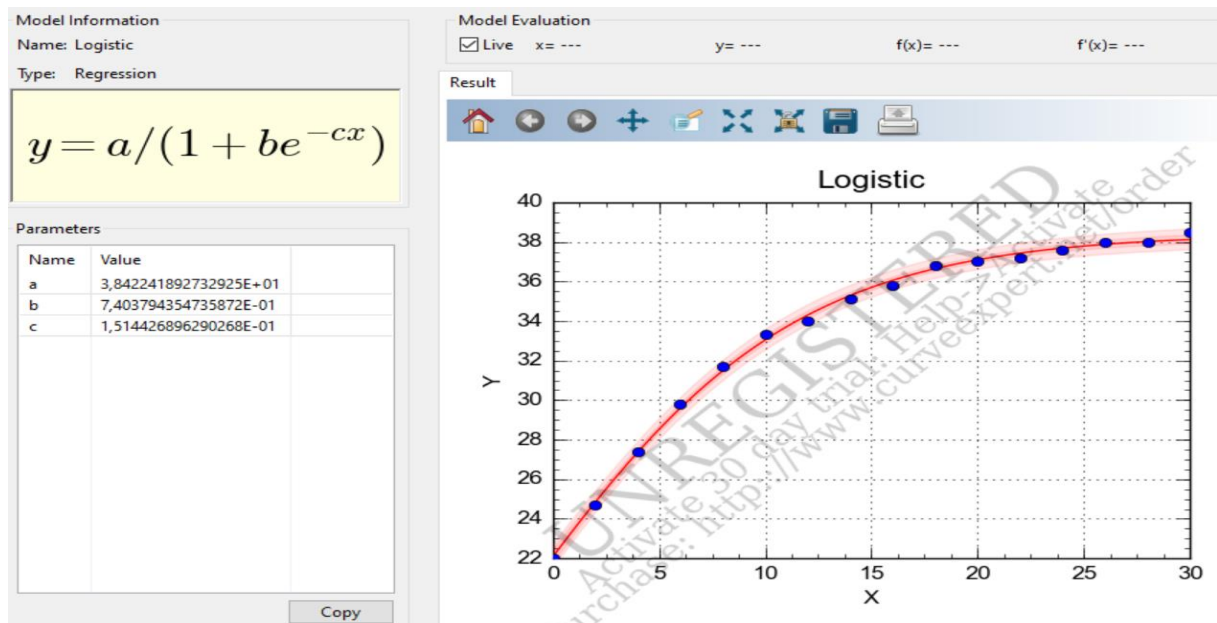 Model Information
Name: Logistic
Type: Regression
y = a/(1 + be^{-cx})
Parameters
Name Value
a 3,842241892732925E+01
b 7,403794354735872E-01
c 1,514426896290268E-01
Copy
Model Evaluation
Live x= --- y= --- f(x)= --- f'(x)= ---
Result
Logistic
40
38
36
34
32
30
28
26
24
22
Y
0 5 10 15 20 25 30
X
UNREGISTERED
Activate 30 day trial: Help->Activate
urchase: http://www.curveexpert.net/order